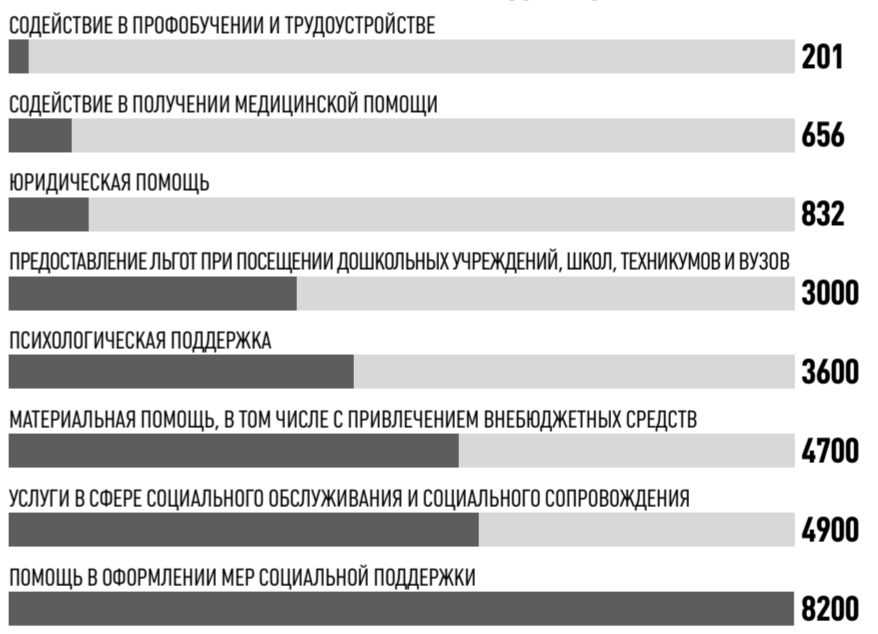 СОДЕЙСТВИЕ В ПРОФОБУЧЕНИИ И ТРУДОУСТРОЙСТВЕ
201
СОДЕЙСТВИЕ В ПОЛУЧЕНИИ МЕДИЦИНСКОЙ ПОМОЩИ
656
ЮРИДИЧЕСКАЯ ПОМОЩЬ
832
ПРЕДОСТАВЛЕНИЕ ЛЬГОТ ПРИ ПОСЕЩЕНИИ ДОШКОЛЬНЫХ УЧРЕЖДЕНИЙ, ШКОЛ, ТЕХНИКУМОВ И ВУЗОВ
3000
ПСИХОЛОГИЧЕСКАЯ ПОДДЕРЖКА
3600
МАТЕРИАЛЬНАЯ ПОМОЩЬ, В ТОМ ЧИСЛЕ С ПРИВЛЕЧЕНИЕМ ВНЕБЮДЖЕТНЫХ СРЕДСТВ
4700
УСЛУГИ В СФЕРЕ СОЦИАЛЬНОГО ОБСЛУЖИВАНИЯ И СОЦИАЛЬНОГО СОПРОВОЖДЕНИЯ
4900
ПОМОЩЬ В ОФОРМЛЕНИИ МЕР СОЦИАЛЬНОЙ ПОДДЕРЖКИ
8200